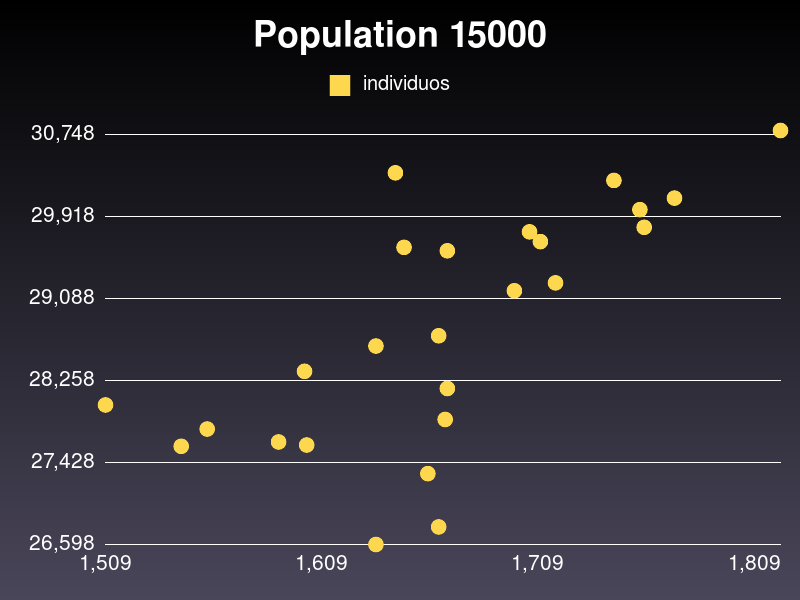 Population 15000
individuos
30,748
29,918
29,088
28,258
27,428
26,598
1,509 1,609 1,709 1,809